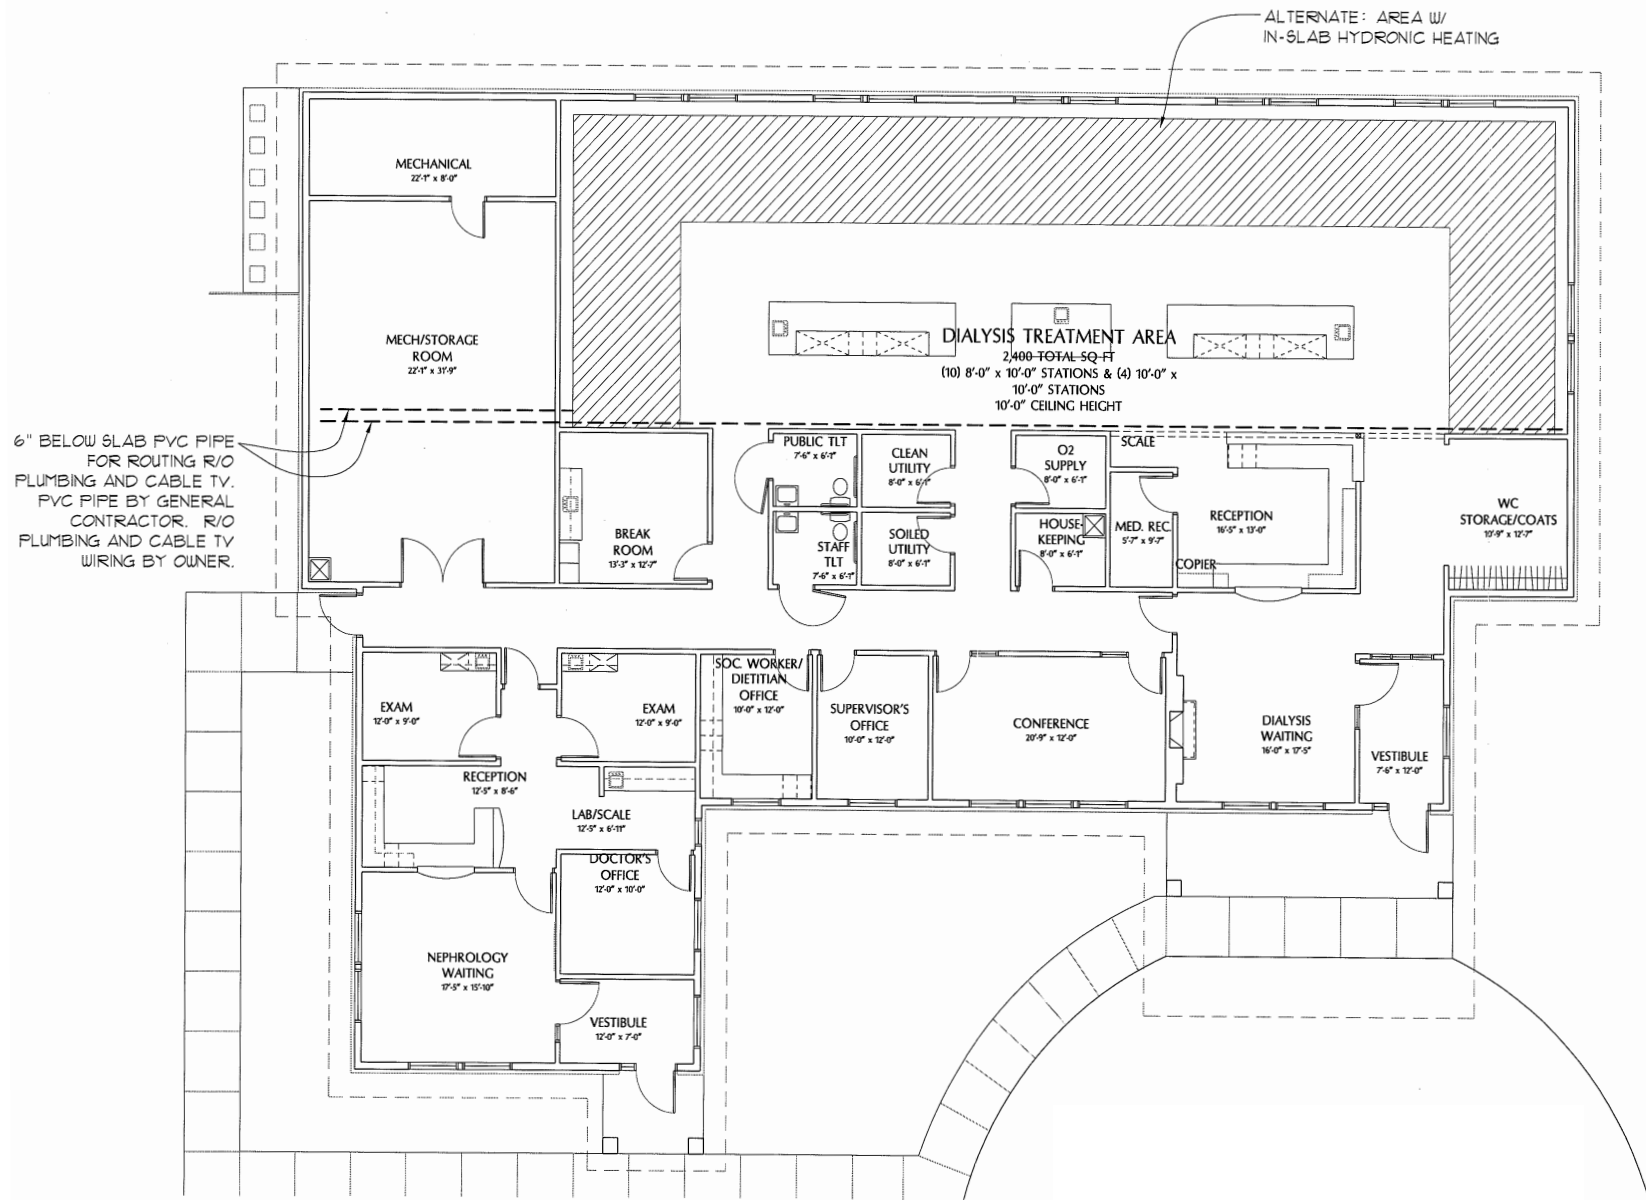 ALTERNATE: AREA W/
IN-SLAB HYDRONIC HEATING
MECHANICAL
22'-1" x 8'-0"
MECH/STORAGE
ROOM
22'-1" x 31'-9"
DIALYSIS TREATMENT AREA
2,400 TOTAL SQ FT
(10) 8'-0" x 10'-0" STATIONS & (4) 10'-0" x
10'-0" STATIONS
10'-0" CEILING HEIGHT
6" BELOW SLAB PVC PIPE
FOR ROUTING R/O
PLUMBING AND CABLE TV.
PVC PIPE BY GENERAL
CONTRACTOR. R/O
PLUMBING AND CABLE TV
WIRING BY OWNER.
BREAK
ROOM
13'-3" x 12'-7"
PUBLIC TLT
7'-6" x 6'-1"
STAFF
TLT
7'-6" x 6'-1"
CLEAN
UTILITY
8'-0" x 6'-1"
SOILED
UTILITY
8'-0" x 6'-1"
O2
SUPPLY
8'-0" x 6'-1"
HOUSE-
KEEPING
8'-0" x 6'-1"
SCALE
MED. REC.
5'-7" x 9'-7"
RECEPTION
16'-5" x 13'-0"
COPIER
WC
STORAGE/COATS
10'-9" x 12'-7"
EXAM
12'-0" x 9'-0"
EXAM
12'-0" x 9'-0"
SOC. WORKER/
DIETITIAN
OFFICE
10'-0" x 12'-0"
SUPERVISOR'S
OFFICE
10'-0" x 12'-0"
CONFERENCE
20'-9" x 12'-0"
DIALYSIS
WAITING
16'-0" x 17'-5"
VESTIBULE
7'-6" x 12'-0"
RECEPTION
12'-5" x 8'-6"
LAB/SCALE
12'-5" x 6'-11"
DOCTOR'S
OFFICE
12'-0" x 10'-0"
NEPHROLOGY
WAITING
17'-5" x 15'-10"
VESTIBULE
12'-0" x 7'-0"